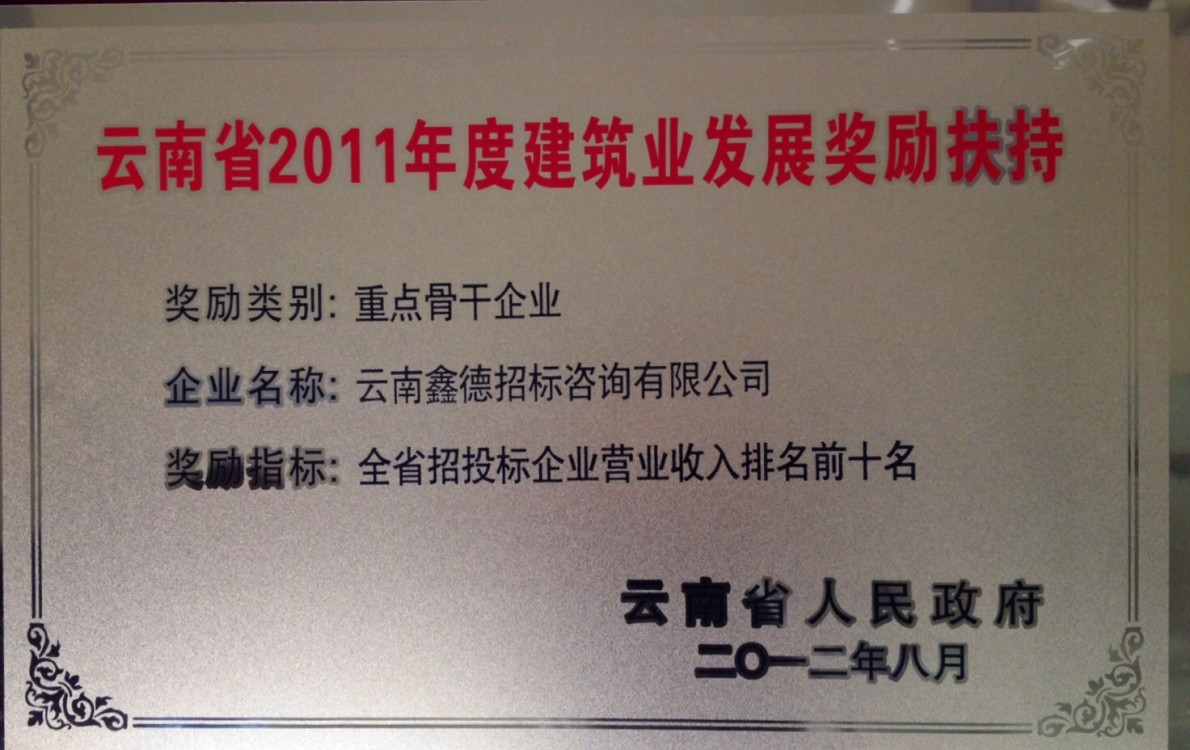 云南省2011年度建筑业发展奖励扶持
奖励类别：重点骨干企业
企业名称：云南鑫德招标咨询有限公司
奖励指标：全省招投标企业营业收入排名前十名
云南省人民政府
二〇一二年八月